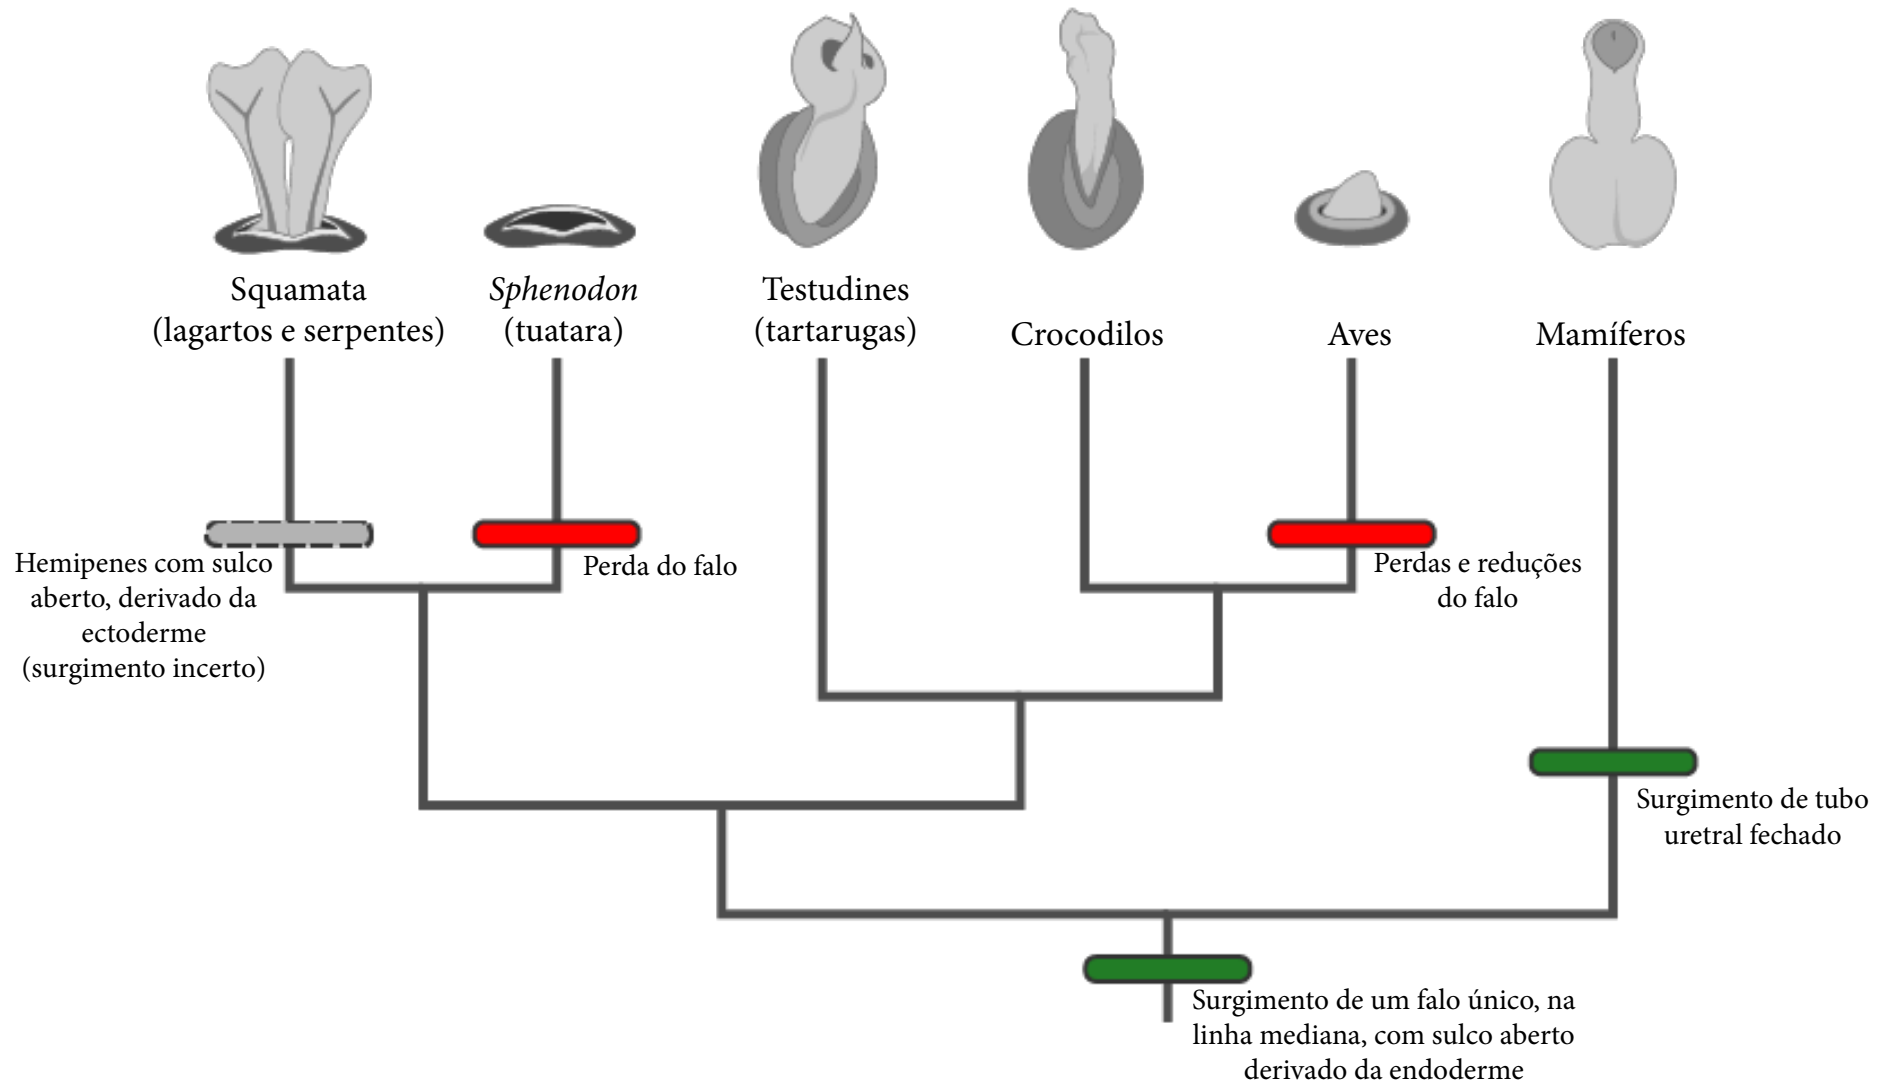 Squamata
(lagartos e serpentes)
Sphenodon
(tuatara)
Testudines
(tartarugas)
Crocodilos
Aves
Mamíferos
Hemipenes com sulco
aberto, derivado da
ectoderme
(surgimento incerto)
Perda do falo
Perdas e reduções
do falo
Surgimento de tubo
uretral fechado
Surgimento de um falo único, na
linha mediana, com sulco aberto
derivado da endoderme